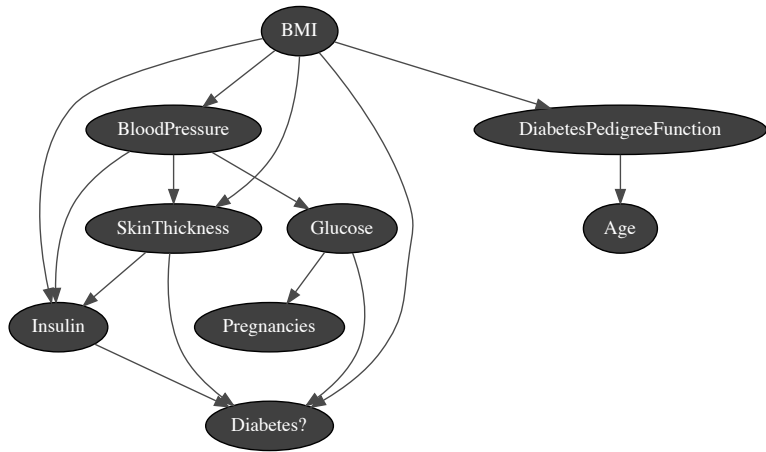 BMI
BloodPressure
DiabetesPedigreeFunction
SkinThickness
Glucose
Age
Insulin
Pregnancies
Diabetes?